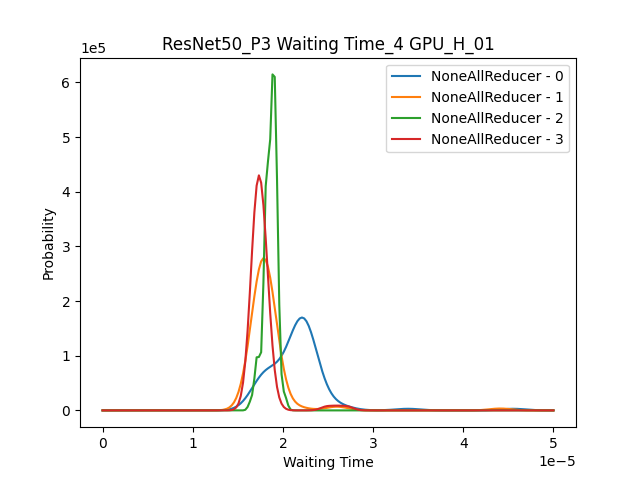 ResNet50_P3 Waiting Time_4 GPU_H_01
1e5
NoneAllReducer - 0
NoneAllReducer - 1
NoneAllReducer - 2
NoneAllReducer - 3
6
5
4
3
2
1
0
Probability
0
1
2
3
4
5
1e−5
Waiting Time